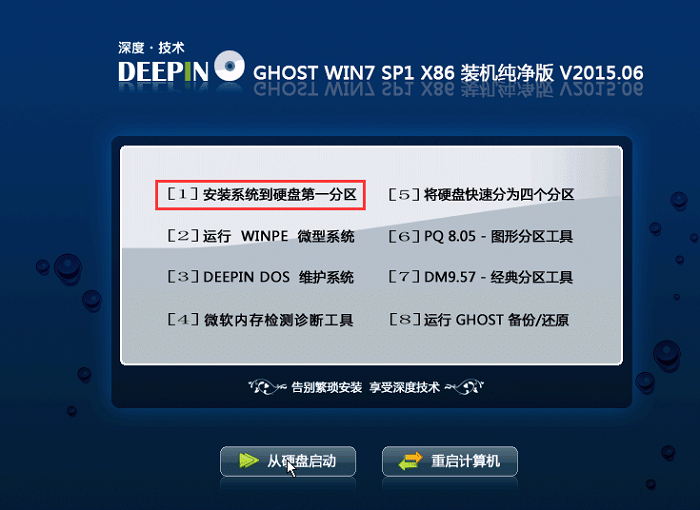 深度·技术
DEEPIN GHOST WIN7 SP1 X86 装机纯净版 V2015.06
[1]安装系统到硬盘第一分区 [5]将硬盘快速分为四个分区
[2]运行 WINPE 微型系统 [6]PQ 8.05 - 图形分区工具
[3]DEEPIN DOS 维护系统 [7]DM9.57 - 经典分区工具
[4]微软内存检测诊断工具 [8]运行 GHOST 备份/还原
告别繁琐安装 享受深度技术
从硬盘启动 重启计算机